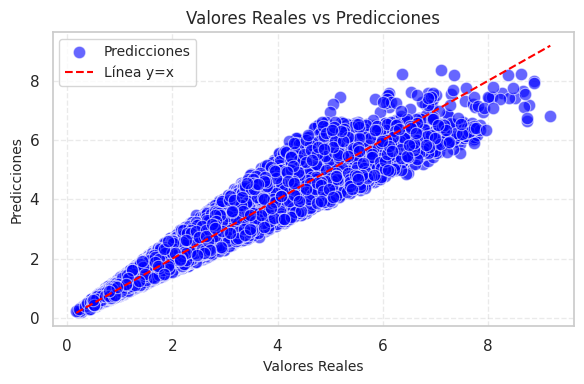 Valores Reales vs Predicciones
Predicciones
Línea y=x
Predicciones
8
6
4
2
0
0 2 4 6 8
Valores Reales